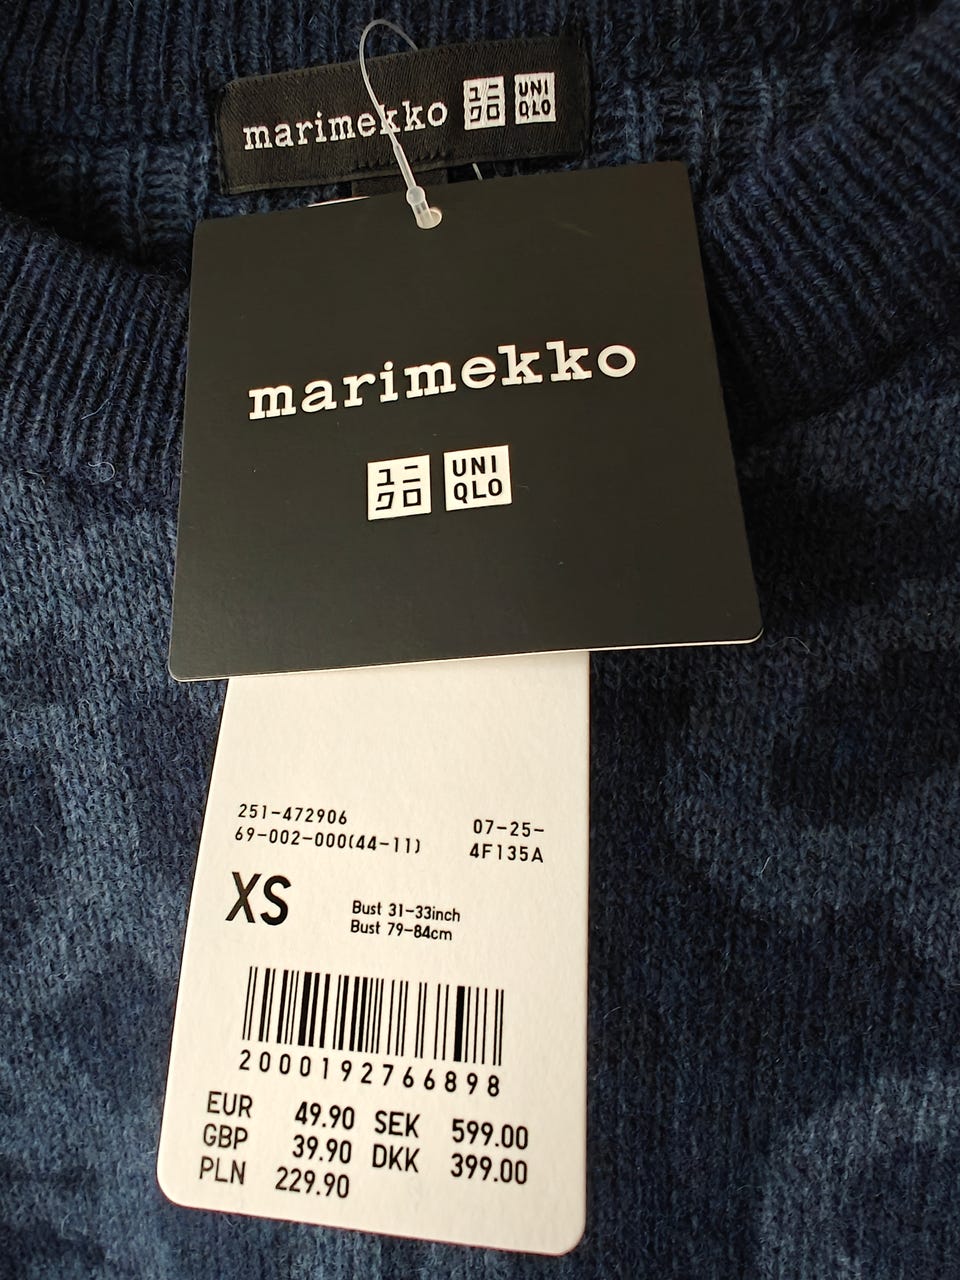 marimekko ユニクロ UNIQLO
marimekko
ユニ UNI
クロ QLO
251-472906 07-25-
69-002-000(44-11) 4F135A
XS Bust 31-33inch
Bust 79-84cm
2000192766898
EUR 49.90 SEK 599.00
GBP 39.90 DKK 399.00
PLN 229.90